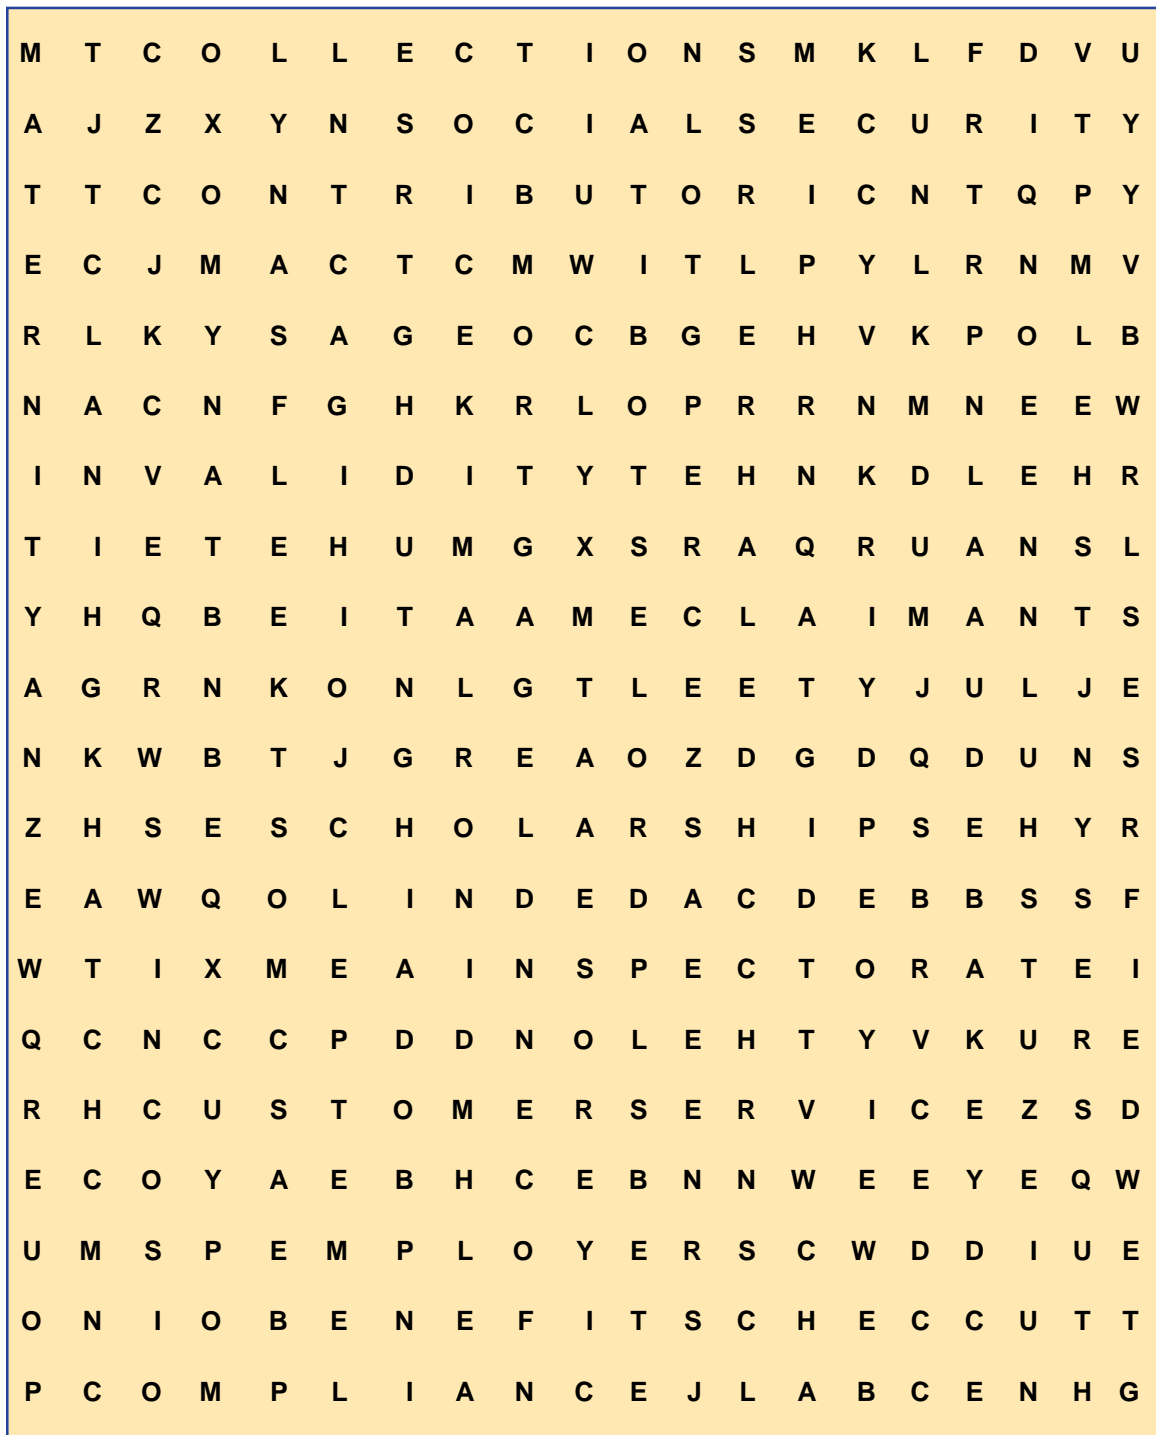 M T C O L L E C T I O N S M K L F D V U
A J Z X Y N S O C I A L S E C U R I T Y
T T C O N T R I B U T O R I C N T Q P Y
E C J M A C T C M W I T L P Y L R N M V
R L K Y S A G E O C B G E H V K P O L B
N A C N F G H K R L O P R R N M N E E W
I N V A L I D I T Y T E H N K D L E H R
T I E T E H U M G X S R A Q R U A N S L
Y H Q B E I T A A M E C L A I M A N T S
A G R N K O N L G T L E E T Y J U L J E
N K W B T J G R E A O Z D G D Q D U N S
Z H S E S C H O L A R S H I P S E H Y R
E A W Q O L I N D E D A C D E B B S S F
W T I X M E A I N S P E C T O R A T E I
Q C N C C P D D N O L E H T Y V K U R E
R H C U S T O M E R S E R V I C E Z S D
E C O Y A E B H C E B N N W E E Y E Q W
U M S P E M P L O Y E R S C W D D I U E
O N I O B E N E F I T S C H E C C U T T
P C O M P L I A N C E J L A B C E N H G